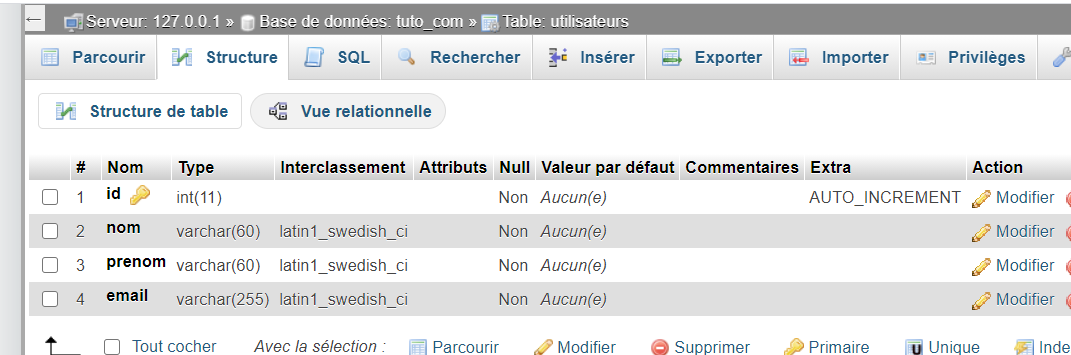 Serveur: 127.0.0.1 » Base de données: tuto_com » Table: utilisateurs
Parcourir Structure SQL Rechercher Insérer Exporter Importer Privilèges
Structure de table Vue relationnelle
# Nom Type Interclassement Attributs Null Valeur par défaut Commentaires Extra Action
1 id int(11) Non Aucun(e) AUTO_INCREMENT Modifier
2 nom varchar(60) latin1_swedish_ci Non Aucun(e) Modifier
3 prenom varchar(60) latin1_swedish_ci Non Aucun(e) Modifier
4 email varchar(255) latin1_swedish_ci Non Aucun(e) Modifier
Tout cocher Avec la sélection : Parcourir Modifier Supprimer Primaire Unique Inde